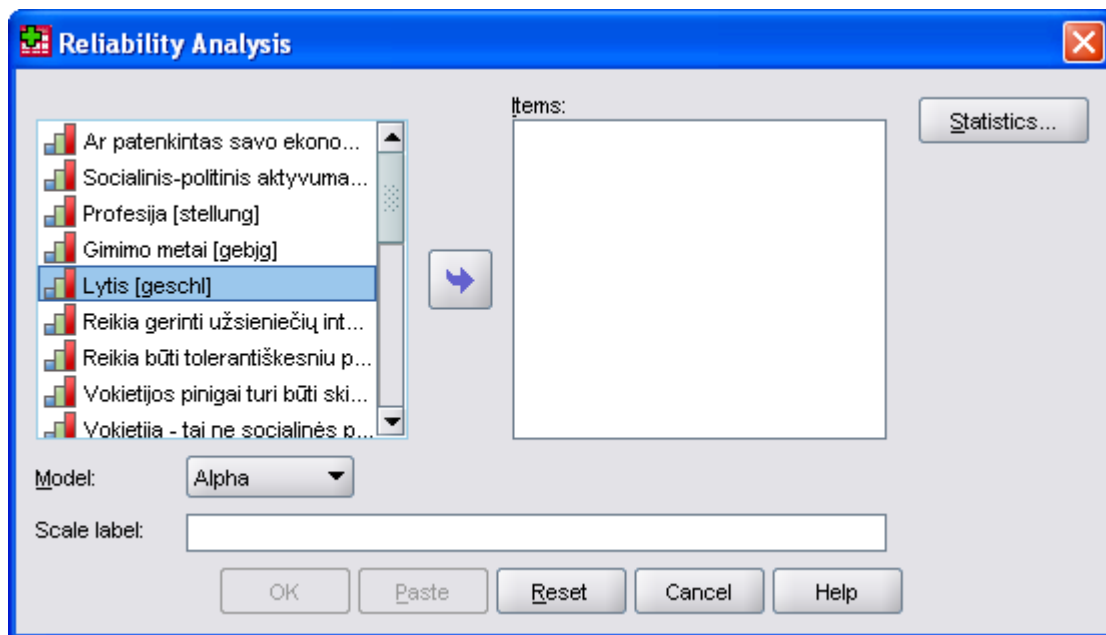 Reliability Analysis
Items:
Statistics...
Ar patenkintas savo ekono...
Socialinis-politinis aktyvuma...
Profesija [stellung]
Gimimo metai [gebjg]
Lytis [geschl]
Reikia gerinti užsieniečių int...
Reikia būti tolerantiškesniu p...
Vokietijos pinigai turi būti ski...
Vokietija - tai ne socialinės p...
Model:
Alpha
Scale label:
OK
Paste
Reset
Cancel
Help